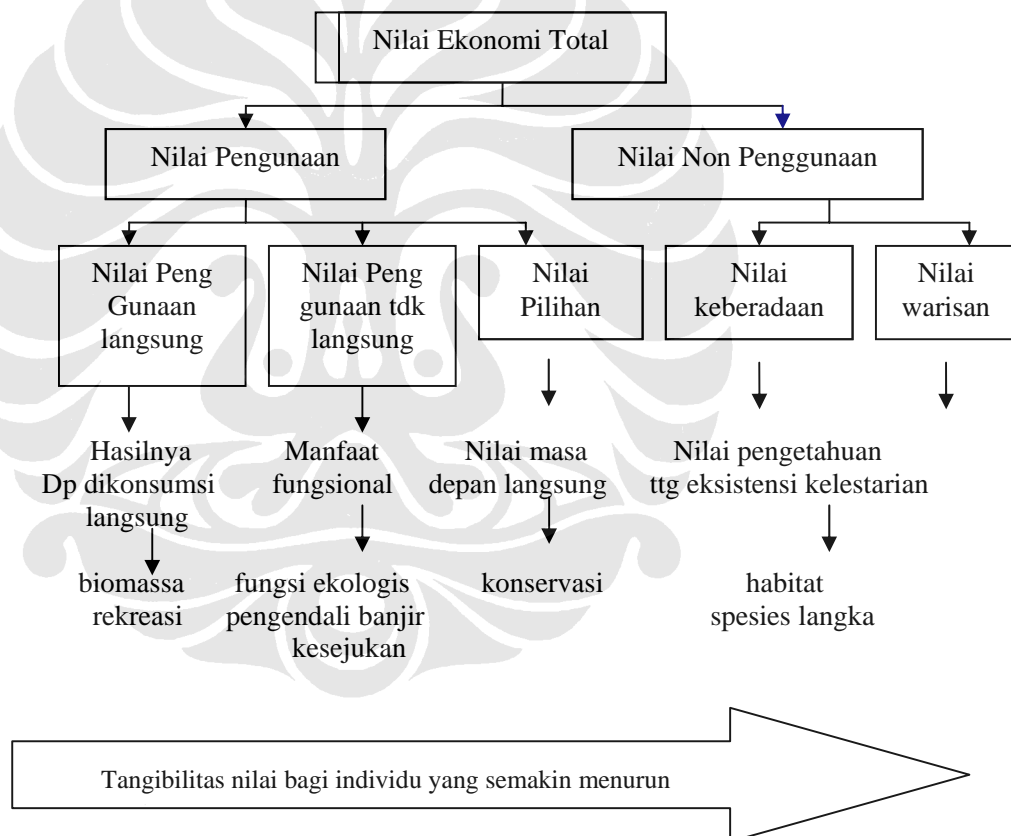 Nilai Ekonomi Total
Nilai Pengunaan
Nilai Non Penggunaan
Nilai Peng
Gunaan
langsung
Nilai Peng
gunaan tdk
langsung
Nilai
Pilihan
Nilai
keberadaan
Nilai
warisan
Hasilnya
Dp dikonsumsi
langsung
Manfaat
fungsional
Nilai masa
depan langsung
Nilai pengetahuan
ttg eksistensi kelestarian
biomassa
rekreasi
fungsi ekologis
pengendali banjir
kesejukan
konservasi
habitat
spesies langka
Tangibilitas nilai bagi individu yang semakin menurun